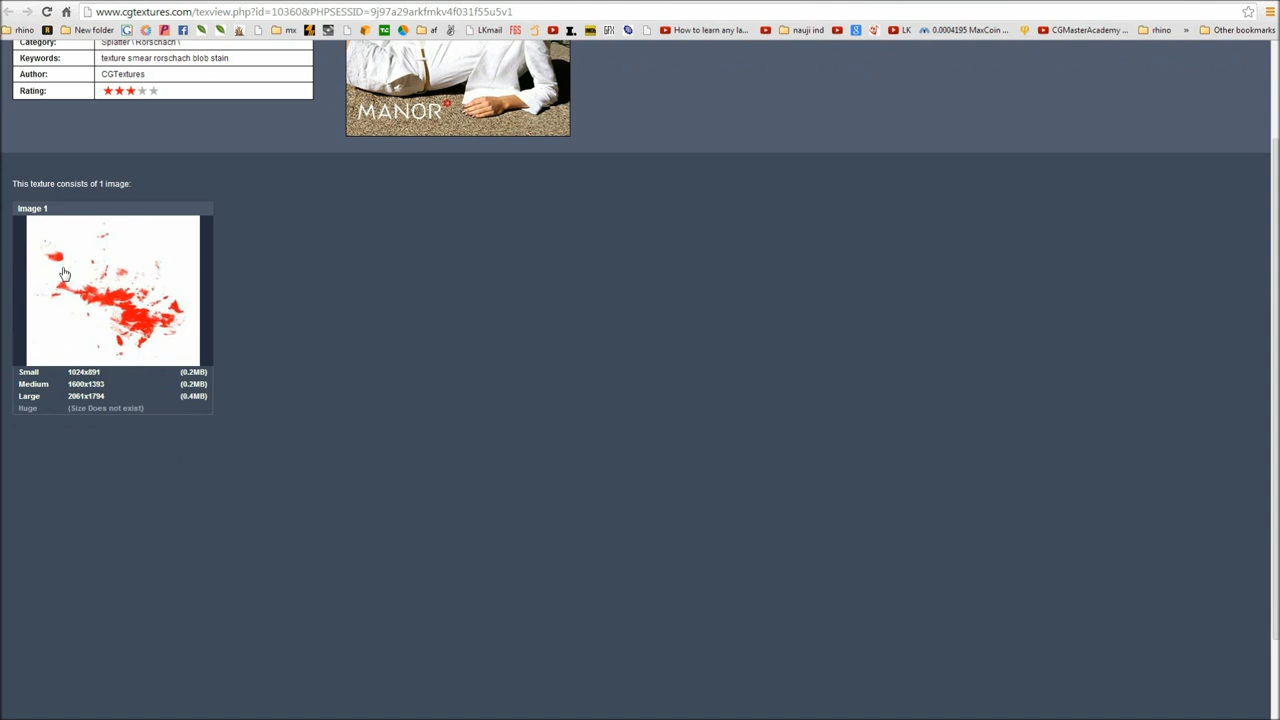 www.cgtextures.com/texview.php?id=10360&PHPSESSID=9j97a29arkfmkv4f031f55u5v1
rhino New folder mx af LKmail FGS GFX How to learn any la... nauji ind LK 0.0004195 MaxCoin ... CGMasterAcademy ... rhino » Other bookmarks
Category: Splatter \ Rorschach \
Keywords: texture smear rorschach blob stain
Author: CGTextures
Rating:
MANOR
This texture consists of 1 image:
Image 1
Small 1024x891 (0.2MB)
Medium 1600x1393 (0.2MB)
Large 2061x1794 (0.4MB)
Huge (Size Does not exist)